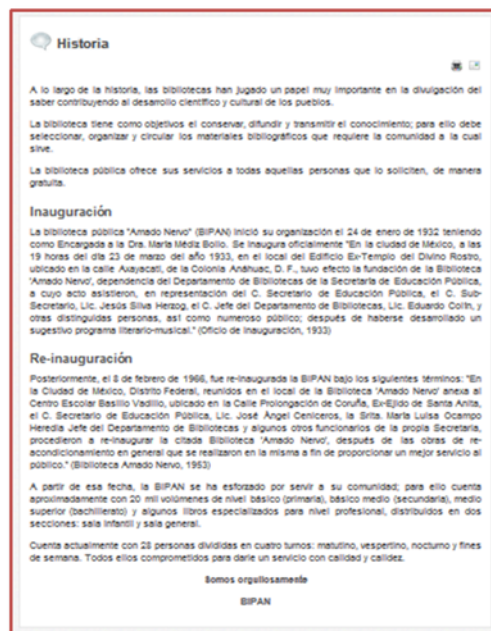 Historia
A lo largo de la historia, las bibliotecas han jugado un papel muy importante en la divulgación del
saber contribuyendo al desarrollo científico y cultural de los pueblos.
La biblioteca tiene como objetivos el conservar, difundir y transmitir el conocimiento; para ello debe
seleccionar, organizar y circular los materiales bibliográficos que requiere la comunidad a la cual
sirve.
La biblioteca pública ofrece sus servicios a todas aquellas personas que lo soliciten, de manera
gratuita.
Inauguración
La biblioteca pública "Amado Nervo" (BIPAN) inició su organización el 24 de enero de 1932 teniendo
como Encargada a la Dra. María Médiz Bolio. Se inaugura oficialmente "En la ciudad de México, a las
19 horas del día 23 de marzo del año 1933, en el local del Edificio Ex-Templo del Divino Rostro,
ubicado en la calle Axayacatl, de la Colonia Anáhuac, D. F., tuvo efecto la fundación de la Biblioteca
'Amado Nervo', dependencia del Departamento de Bibliotecas de la Secretaría de Educación Pública,
a cuyo acto asistieron, en representación del C. Secretario de Educación Pública, el C. Sub-
Secretario, Lic. Jesús Silva Herzog, el C. Jefe del Departamento de Bibliotecas, Lic. Eduardo Colín, y
otras distinguidas personas, así como numeroso público; después de haberse desarrollado un
sugestivo programa literario-musical." (Oficio de Inauguración, 1933)
Re-inauguración
Posteriormente, el 8 de febrero de 1966, fue re-inaugurada la BIPAN bajo los siguientes términos: "En
la Ciudad de México, Distrito Federal, reunidos en el local de la Biblioteca 'Amado Nervo' anexa al
Centro Escolar Basilio Vadillo, ubicado en la Calle Prolongación de Coruña, Ex-Ejido de Santa Anita,
el C. Secretario de Educación Pública, Lic. José Ángel Ceniceros, la Srita. María Luisa Ocampo
Heredia Jefe del Departamento de Bibliotecas y algunos otros funcionarios de la propia Secretaría,
procedieron a re-inaugurar la citada Biblioteca 'Amado Nervo', después de las obras de re-
acondicionamiento en general que se realizaron en la misma a fin de proporcionar un mejor servicio al
público." (Biblioteca Amado Nervo, 1953)
A partir de esa fecha, la BIPAN se ha esforzado por servir a su comunidad; para ello cuenta
aproximadamente con 20 mil volúmenes de nivel básico (primaria), básico medio (secundaria), medio
superior (bachillerato) y algunos libros especializados para nivel profesional, distribuidos en dos
secciones: sala infantil y sala general.
Cuenta actualmente con 28 personas divididas en cuatro turnos: matutino, vespertino, nocturno y fines
de semana. Todos ellos comprometidos para darle un servicio con calidad y calidez.
Somos orgullosamente
BIPAN